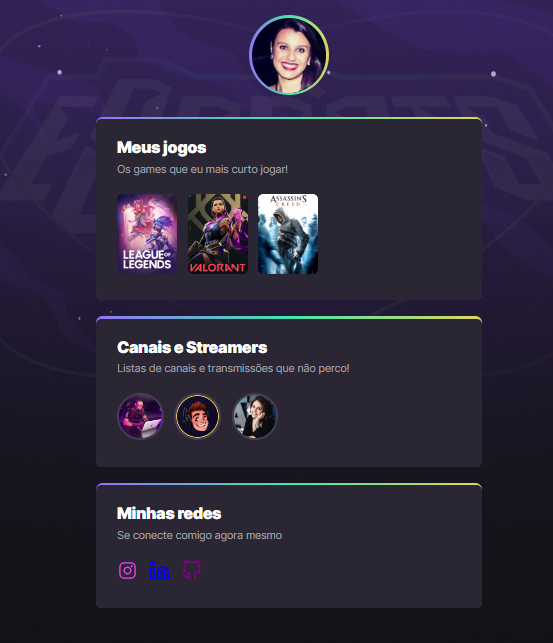 Meus jogos
Os games que eu mais curto jogar!
LEAGUE OF
LEGENDS
VALORANT
ASSASSIN'S
CREED
Canais e Streamers
Listas de canais e transmissões que não perco!
Minhas redes
Se conecte comigo agora mesmo